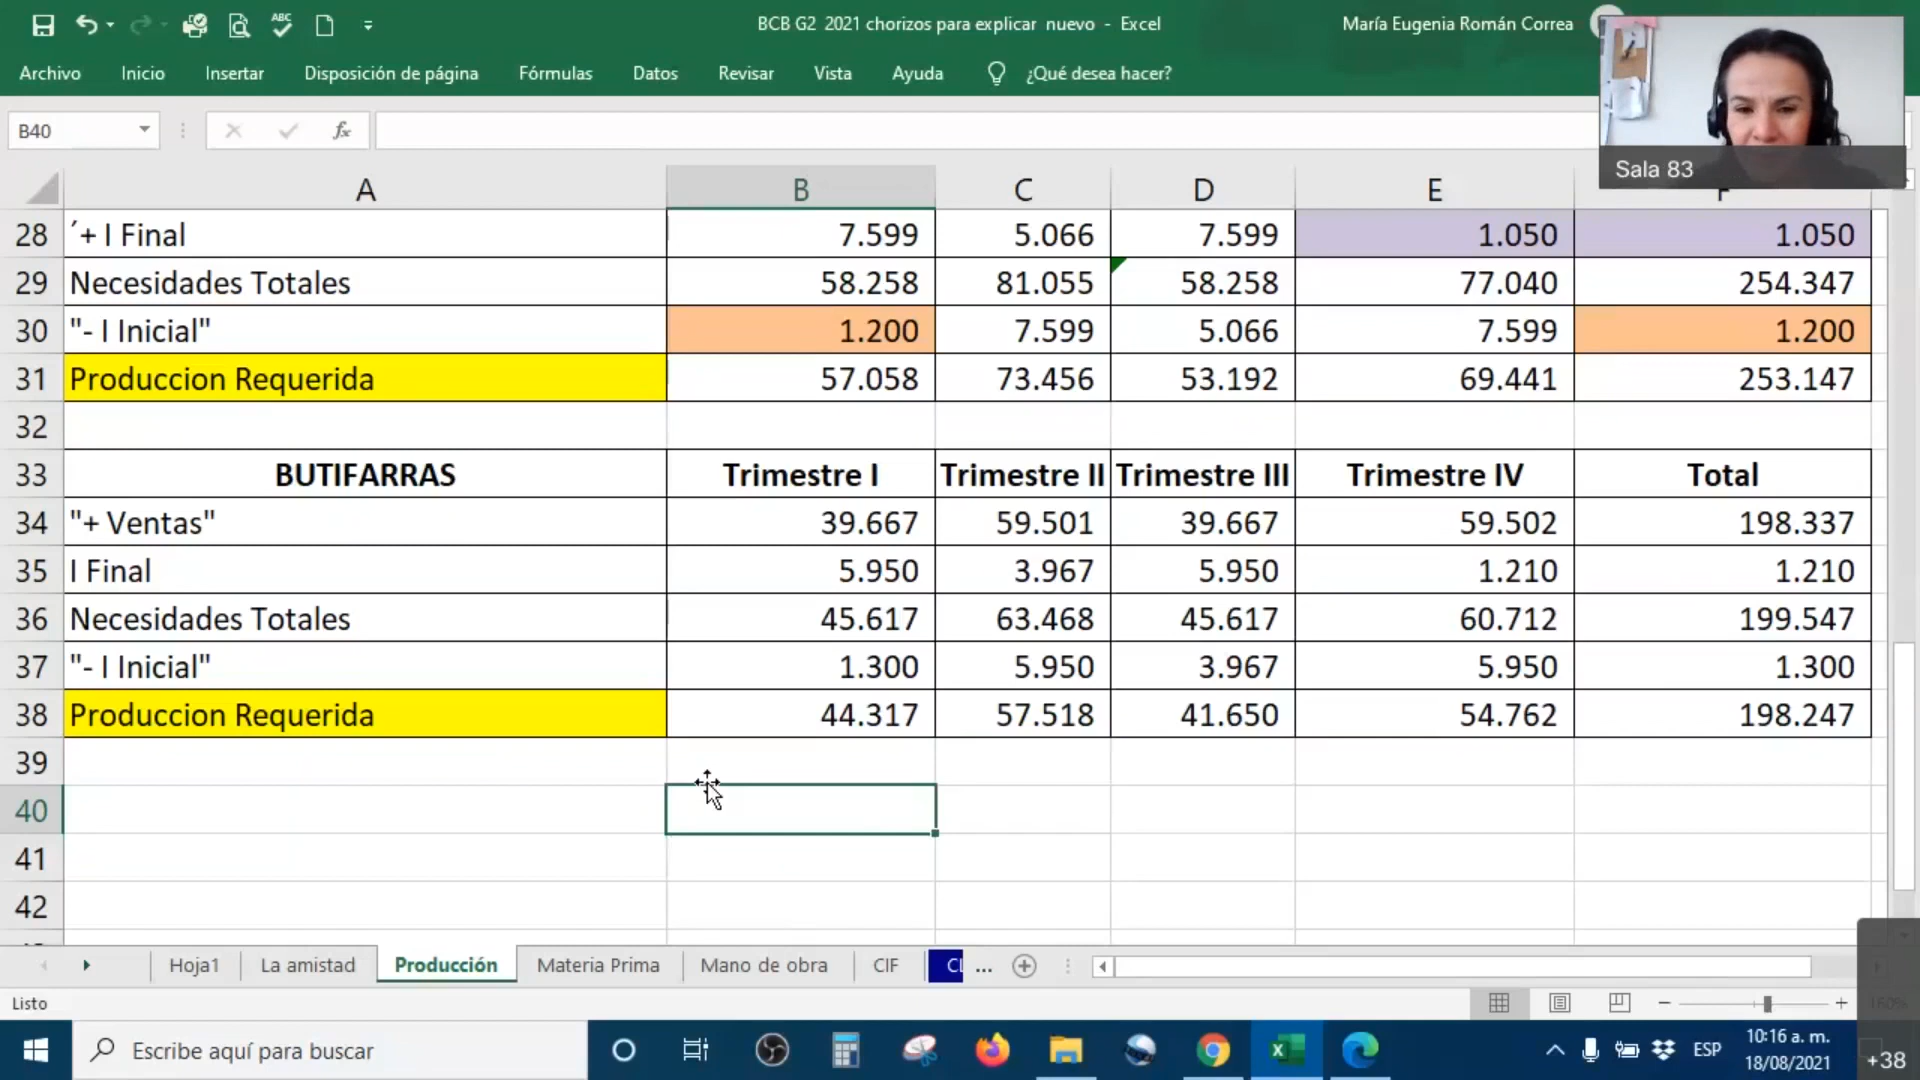 BCB G2 2021 chorizos para explicar nuevo - Excel
María Eugenia Román Correa
Archivo Inicio Insertar Disposición de página Fórmulas Datos Revisar Vista Ayuda ¿Qué desea hacer?
Sala 83
B40 fx
A B C D E F
28 ´+ I Final 7.599 5.066 7.599 1.050 1.050
29 Necesidades Totales 58.258 81.055 58.258 77.040 254.347
30 "- I Inicial" 1.200 7.599 5.066 7.599 1.200
31 Produccion Requerida 57.058 73.456 53.192 69.441 253.147
32
33 BUTIFARRAS Trimestre I Trimestre II Trimestre III Trimestre IV Total
34 "+ Ventas" 39.667 59.501 39.667 59.502 198.337
35 I Final 5.950 3.967 5.950 1.210 1.210
36 Necesidades Totales 45.617 63.468 45.617 60.712 199.547
37 "- I Inicial" 1.300 5.950 3.967 5.950 1.300
38 Produccion Requerida 44.317 57.518 41.650 54.762 198.247
39
40
41
42
Hoja1 La amistad Producción Materia Prima Mano de obra CIF ...
Listo
Escribe aquí para buscar
ESP
10:16 a. m.
18/08/2021
+38